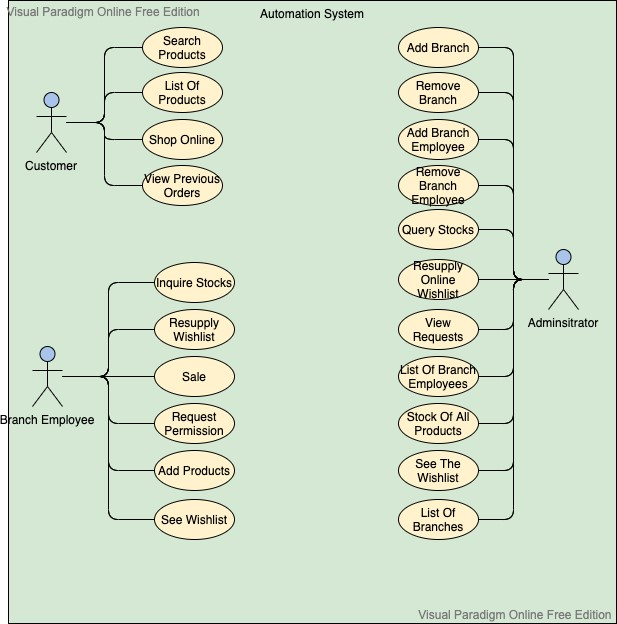 Visual Paradigm Online Free Edition
Automation System
Search
Products
List Of
Products
Shop Online
View Previous
Orders
Customer
Inquire Stocks
Resupply
Wishlist
Sale
Request
Permission
Add Products
See Wishlist
Branch Employee
Add Branch
Remove
Branch
Add Branch
Employee
Remove
Branch
Employee
Query Stocks
Resupply
Online
Wishlist
View
Requests
List Of Branch
Employees
Stock Of All
Products
See The
Wishlist
List Of
Branches
Adminsitrator
Visual Paradigm Online Free Edition